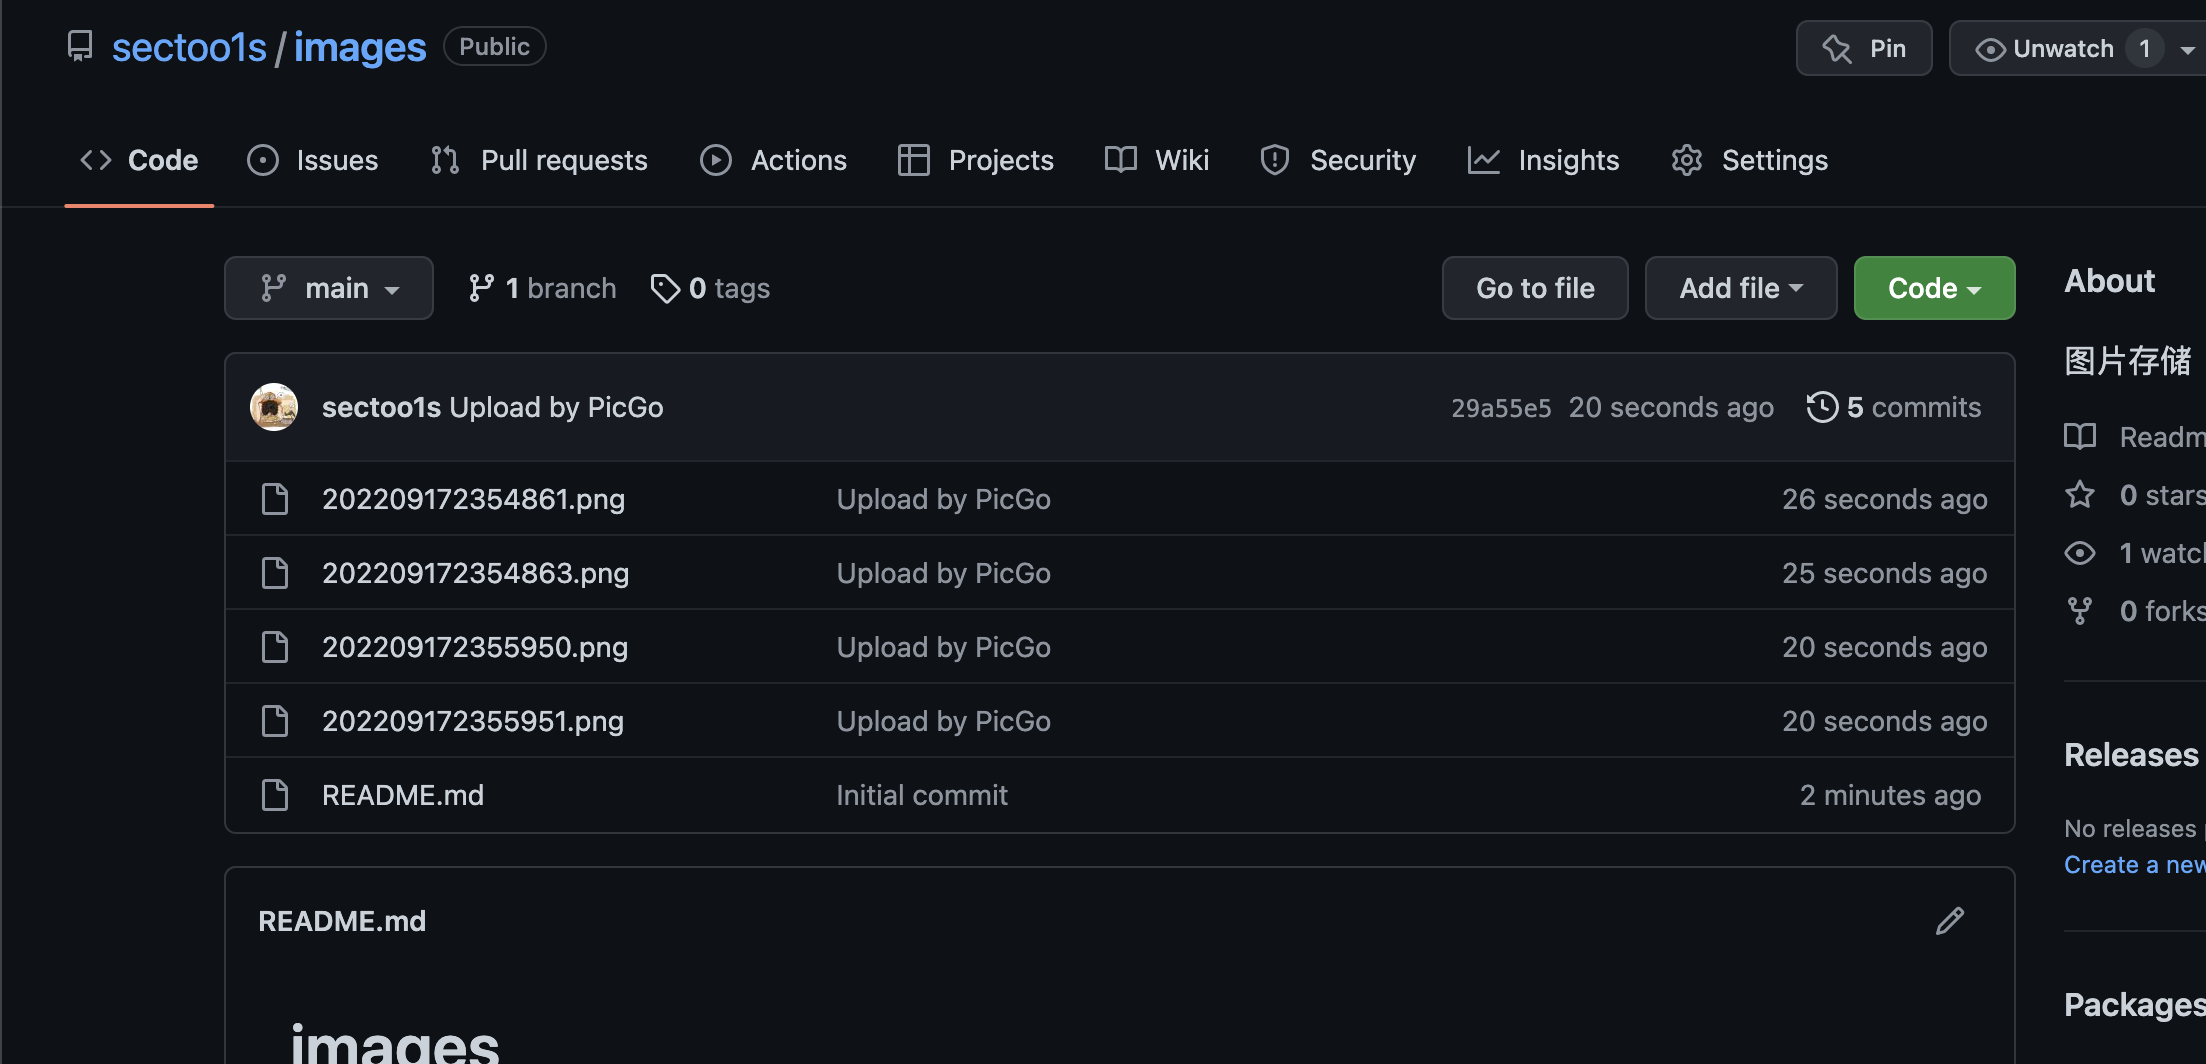 sectoo1s / images Public
Pin
Unwatch 1
Code
Issues
Pull requests
Actions
Projects
Wiki
Security
Insights
Settings
main
1 branch
0 tags
Go to file
Add file
Code
sectoo1s Upload by PicGo
29a55e5 20 seconds ago
5 commits
202209172354861.png Upload by PicGo 26 seconds ago
202209172354863.png Upload by PicGo 25 seconds ago
202209172355950.png Upload by PicGo 20 seconds ago
202209172355951.png Upload by PicGo 20 seconds ago
README.md Initial commit 2 minutes ago
README.md
images
About
图片存储
Readm
0 stars
1 watc
0 forks
Releases
No releases
Create a new
Packages